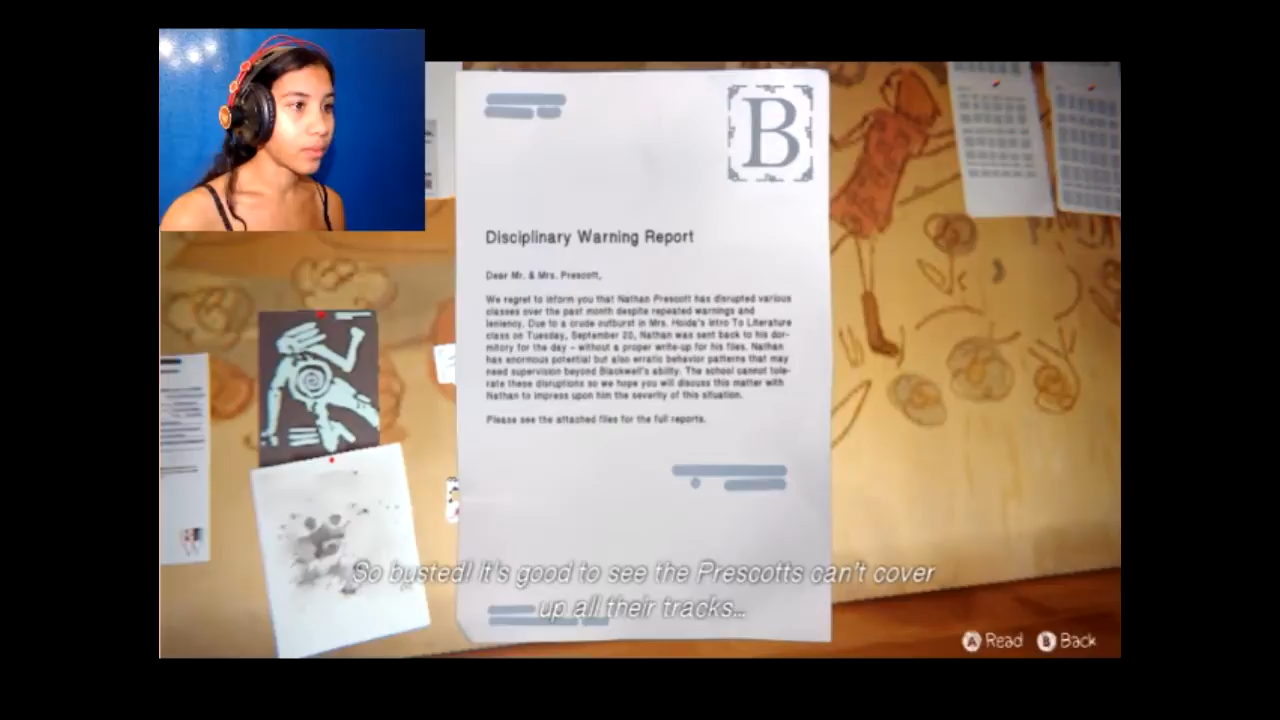 B
Disciplinary Warning Report
Dear Mr. & Mrs. Prescott,
We regret to inform you that Nathan Prescott has disrupted various
classes over the past month despite repeated warnings and
leniency. Due to a crude outburst in Mrs. Hoida's Intro To Literature
class on Tuesday, September 20, Nathan was sent back to his dor-
mitory for the day – without a proper write-up for his files. Nathan
has enormous potential but also erratic behavior patterns that may
need supervision beyond Blackwell's ability. The school cannot tole-
rate these disruptions so we hope you will discuss this matter with
Nathan to impress upon him the severity of this situation.
Please see the attached files for the full reports.
So busted! It's good to see the Prescotts can't cover
up all their tracks...
A Read B Back